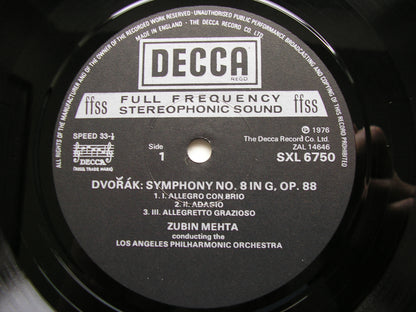 ALL RIGHTS OF THE MANUFACTURER AND OF THE OWNER OF THE RECORDED WORK RESERVED · UNAUTHORISED PUBLIC PERFORMANCE BROADCASTING AND COPYING OF THIS RECORD PROHIBITED
MADE IN ENGLAND · THE DECCA RECORD CO. LTD.
DECCA
REGD
ffss FULL FREQUENCY ffss
STEREOPHONIC SOUND
SPEED 33⅓
DECCA
(REGD. TRADE MARK)
Side
1
Ⓟ 1976
The Decca Record Co. Ltd.
ZAL 14646
SXL 6750
DVOŘÁK: SYMPHONY NO. 8 IN G, OP. 88
1. I. ALLEGRO CON BRIO
2. II. ADAGIO
3. III. ALLEGRETTO GRAZIOSO
ZUBIN MEHTA
conducting the
LOS ANGELES PHILHARMONIC ORCHESTRA